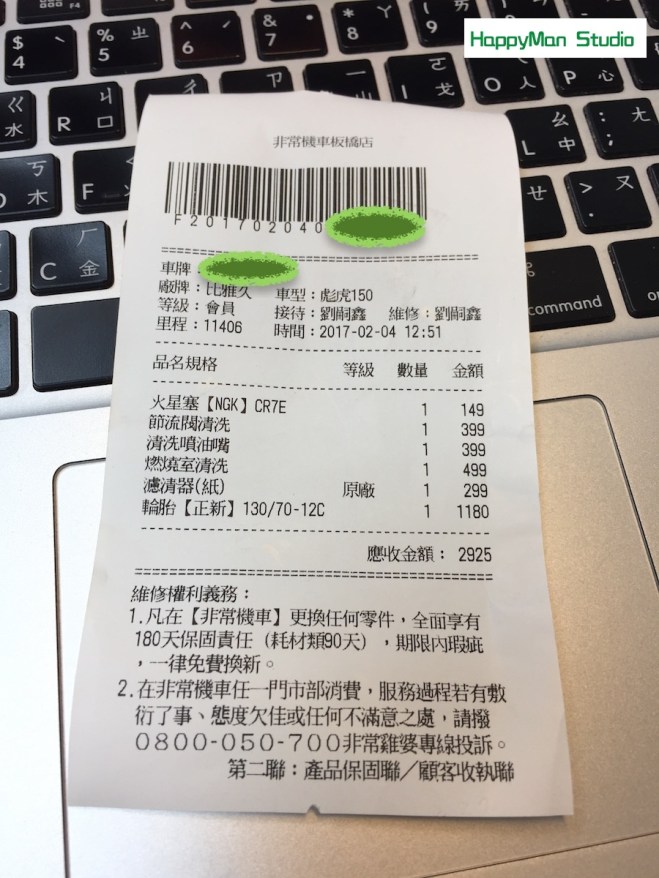 HappyMan Studio
非常機車板橋店
F201702040
車牌：
廠牌：比雅久 車型：彪虎150
等級：會員 接待：劉嗣鑫 維修：劉嗣鑫
里程：11406 時間：2017-02-04 12:51
品名規格 等級 數量 金額
火星塞【NGK】CR7E 1 149
節流閥清洗 1 399
清洗噴油嘴 1 399
燃燒室清洗 1 499
濾清器(紙) 原廠 1 299
輪胎【正新】130/70-12C 1 1180
應收金額： 2925
維修權利義務：
1.凡在【非常機車】更換任何零件，全面享有
180天保固責任（耗材類90天），期限內瑕疵
，一律免費換新。
2.在非常機車任一門市部消費，服務過程若有敷
衍了事、態度欠佳或任何不滿意之處，請撥
0800-050-700非常雞婆專線投訴。
第二聯：產品保固聯／顧客收執聯
$ 4
% 5 ㄓ
^ 6 ˊ
& 7 ˙
* 8 ㄚ
( 9 ㄞ
R ㄐ 口
O ㄟ 人
P ㄣ 心
L ㄠ 中
F ㄑ
C ㄏ 金
command